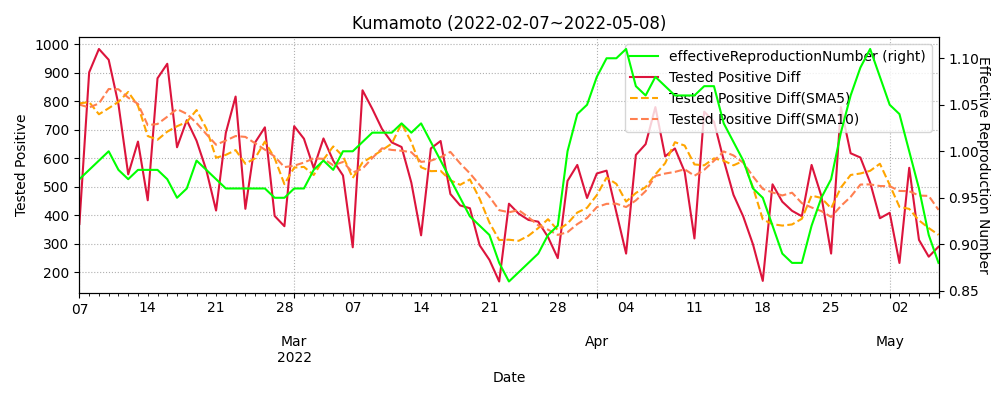 Kumamoto (2022-02-07~2022-05-08)
effectiveReproductionNumber (right)
Tested Positive Diff
Tested Positive Diff(SMA5)
Tested Positive Diff(SMA10)
Tested Positive
1000
900
800
700
600
500
400
300
200
1.10
1.05
1.00
0.95
0.90
0.85
Effective Reproduction Number
07 14 21 28 07 14 21 28 04 11 18 25 02
Mar Apr May
2022
Date